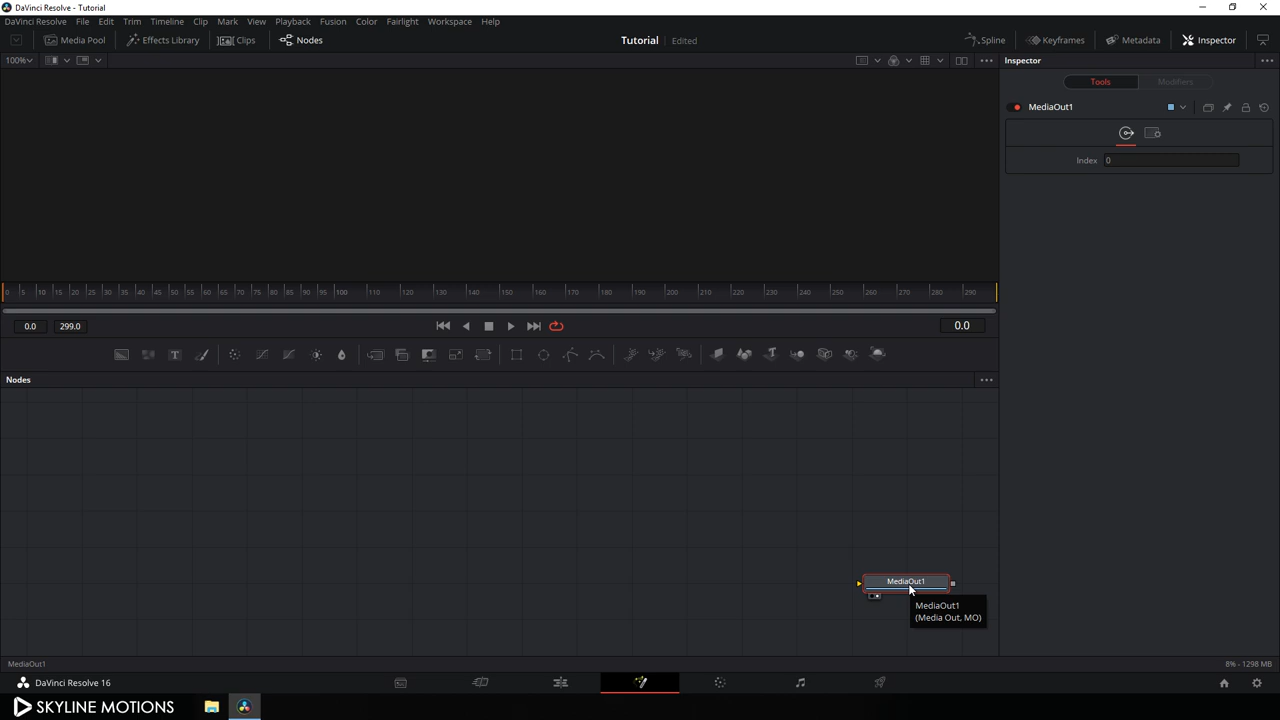 DaVinci Resolve - Tutorial
DaVinci Resolve File Edit Trim Timeline Clip Mark View Playback Fusion Color Fairlight Workspace Help
Media Pool Effects Library Clips Nodes Tutorial Edited Spline Keyframes Metadata Inspector
100% Inspector
Tools Modifiers
MediaOut1
Index 0
0 5 10 15 20 25 30 35 40 45 50 55 60 65 70 75 80 85 90 95 100 110 120 130 140 150 160 170 180 190 200 210 220 230 240 250 260 270 280 290
0.0 299.0 0.0
Nodes
MediaOut1
MediaOut1
(Media Out, MO)
MediaOut1 8% - 1298 MB
DaVinci Resolve 16
SKYLINE MOTIONS